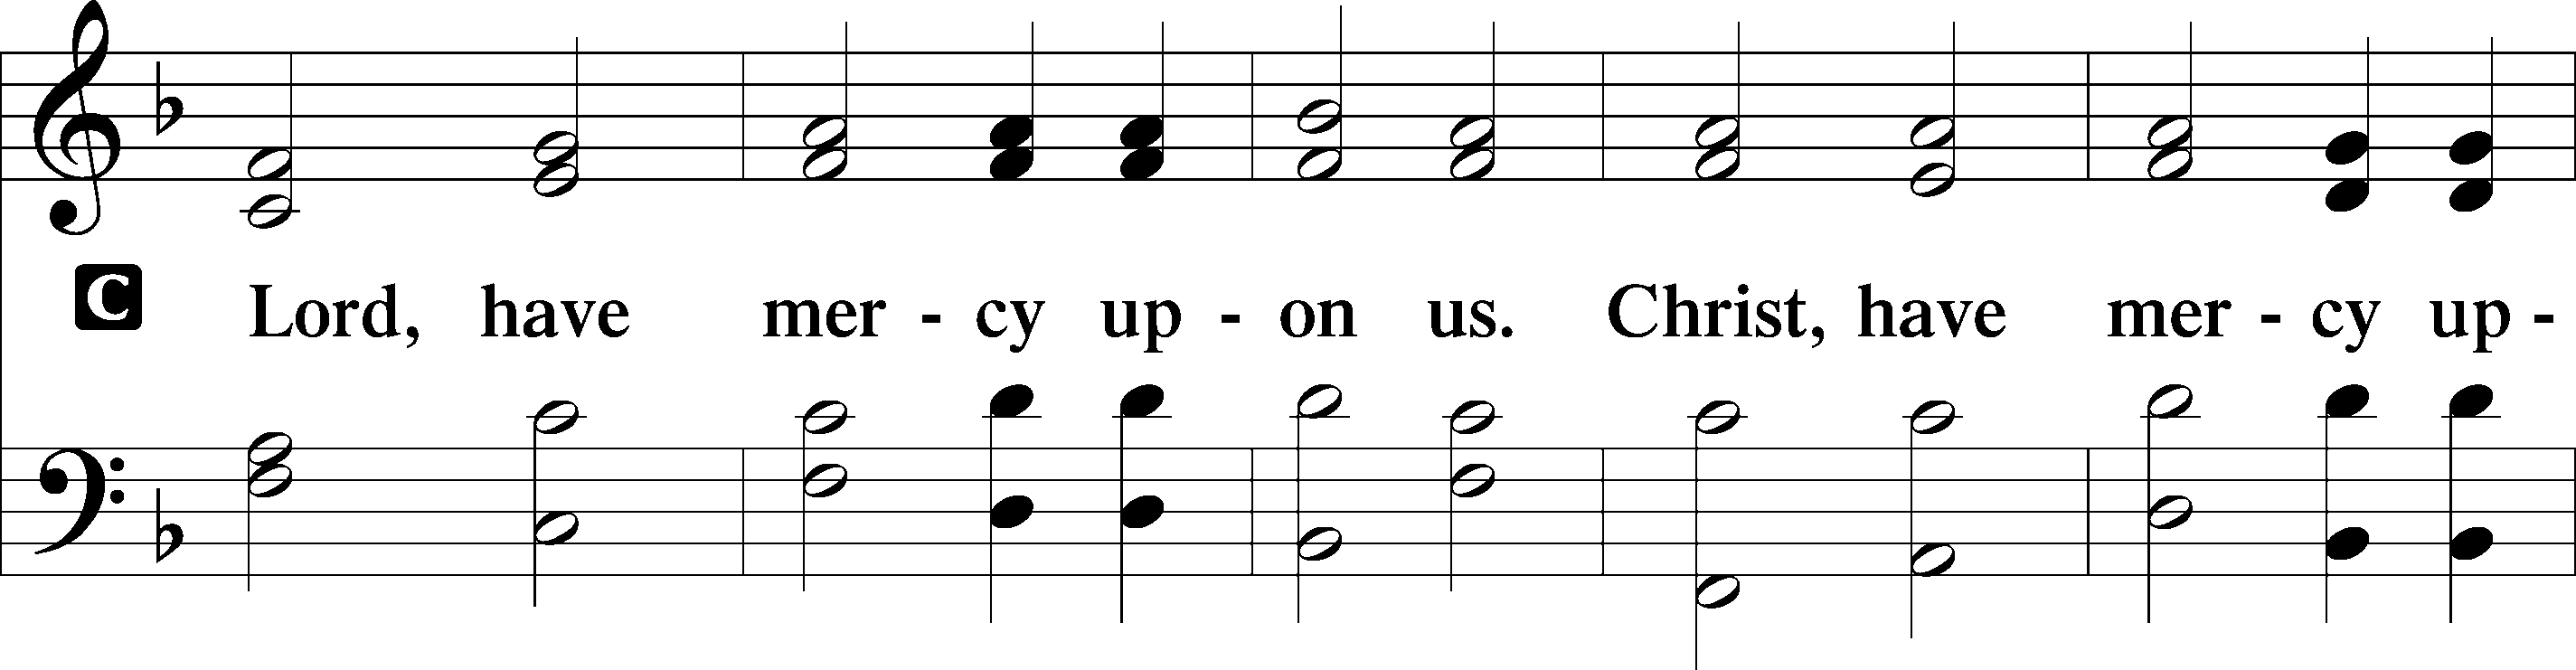 C Lord, have mer - cy up - on us. Christ, have mer - cy up -